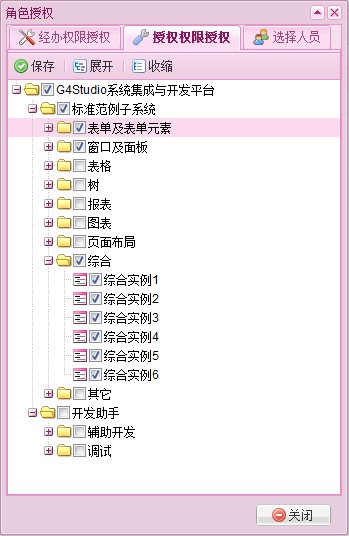 角色授权
经办权限授权 授权权限授权 选择人员
保存 展开 收缩
G4Studio系统集成与开发平台
标准范例子系统
表单及表单元素
窗口及面板
表格
树
报表
图表
页面布局
综合
综合实例1
综合实例2
综合实例3
综合实例4
综合实例5
综合实例6
其它
开发助手
辅助开发
调试
关闭